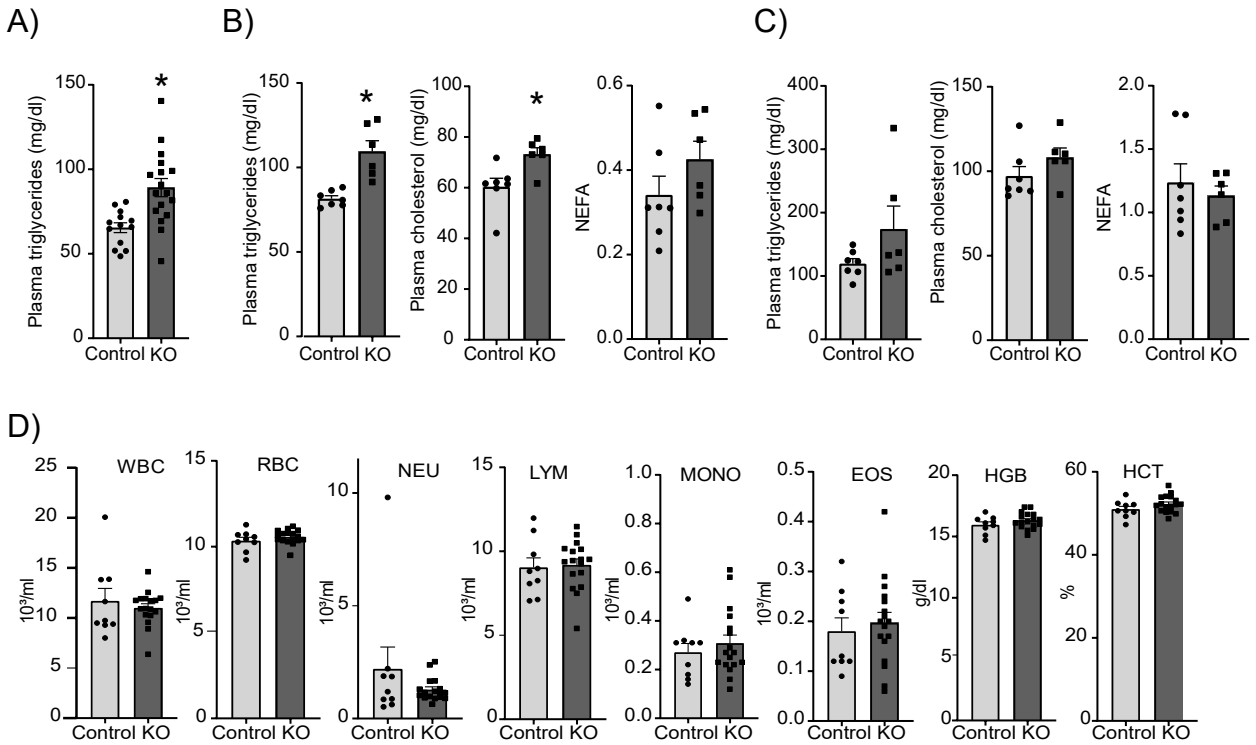 A)
B)
C)
Plasma triglycerides (mg/dl)
150
100
50
0
*
Control KO
Plasma triglycerides (mg/dl)
150
100
50
0
*
Control KO
Plasma cholesterol (mg/dl)
100
80
60
40
20
0
*
Control KO
NEFA
0.6
0.4
0.2
0.0
Control KO
Plasma triglycerides (mg/dl)
400
300
200
100
0
Control KO
Plasma cholesterol (mg/dl)
150
100
50
0
Control KO
NEFA
2.0
1.5
1.0
0.5
0.0
Control KO
D)
WBC
10³/ml
25
20
15
10
5
0
Control KO
RBC
10³/ml
15
10
5
0
Control KO
NEU
10³/ml
10
5
0
Control KO
LYM
10³/ml
15
10
5
0
Control KO
MONO
10³/ml
1.0
0.8
0.6
0.4
0.2
0.0
Control KO
EOS
10³/ml
0.5
0.4
0.3
0.2
0.1
0.0
Control KO
HGB
g/dl
20
15
10
5
0
Control KO
HCT
%
60
40
20
0
Control KO